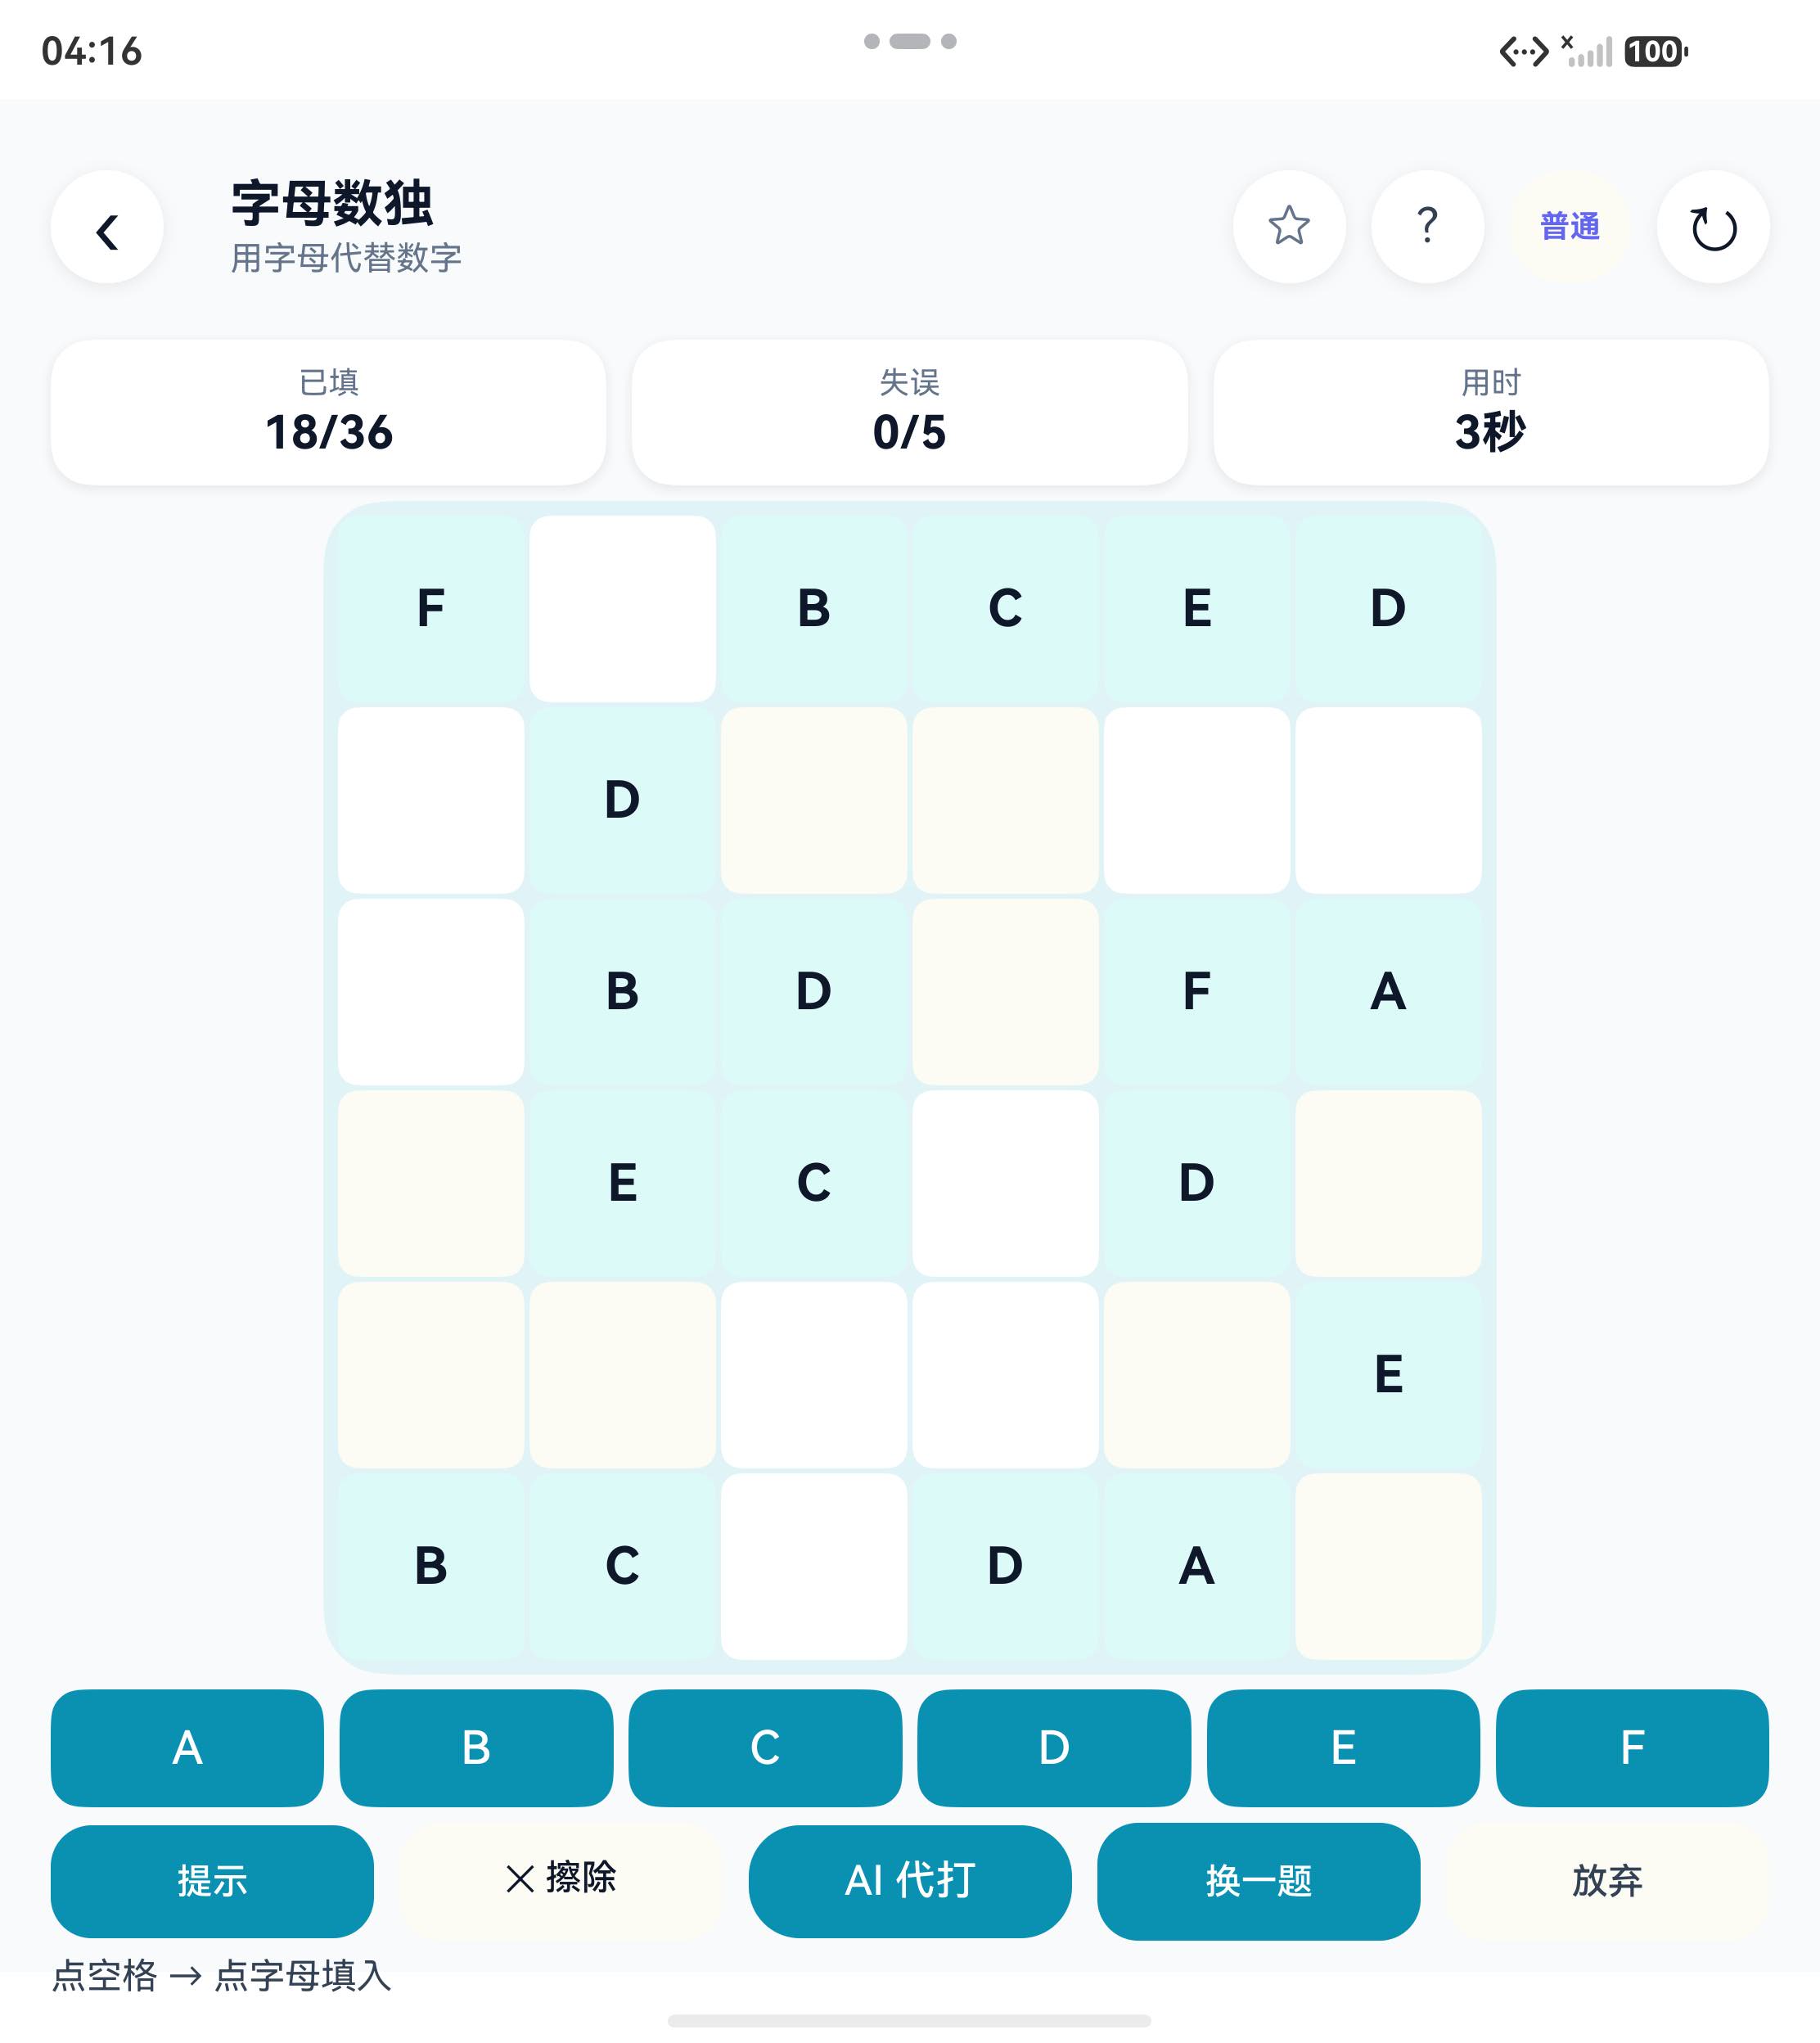 04:16
100
字母数独
用字母代替数字
?
普通
已填
18/36
失误
0/5
用时
3秒
F B C E D
D
B D F A
E C D
E
B C D A
A B C D E F
提示
擦除
AI 代打
换一题
放弃
点空格 → 点字母填入